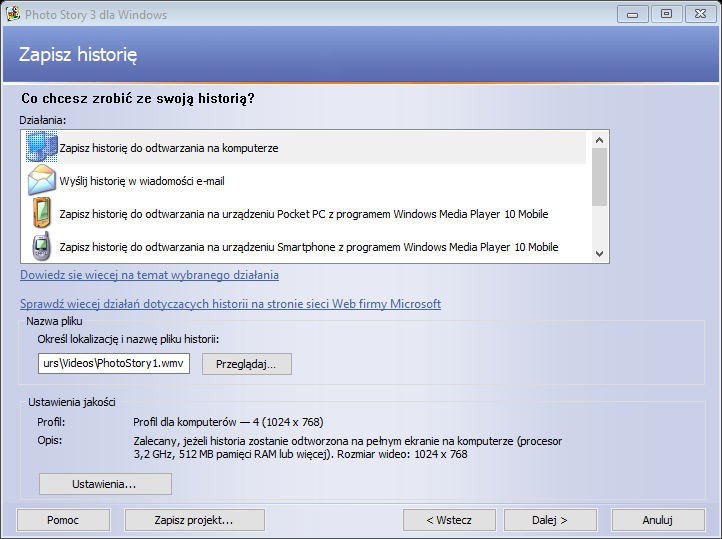 Photo Story 3 dla Windows
Zapisz historię
Co chcesz zrobić ze swoją historią?
Działania:
Zapisz historię do odtwarzania na komputerze
Wyślij historię w wiadomości e-mail
Zapisz historię do odtwarzania na urządzeniu Pocket PC z programem Windows Media Player 10 Mobile
Zapisz historię do odtwarzania na urządzeniu Smartphone z programem Windows Media Player 10 Mobile
Dowiedz się więcej na temat wybranego działania
Sprawdź więcej działań dotyczących historii na stronie sieci Web firmy Microsoft
Nazwa pliku
Określ lokalizację i nazwę pliku historii:
urs\Videos\PhotoStory1.wmv
Przeglądaj...
Ustawienia jakości
Profil: Profil dla komputerów — 4 (1024 x 768)
Opis: Zalecany, jeżeli historia zostanie odtworzona na pełnym ekranie na komputerze (procesor
3,2 GHz, 512 MB pamięci RAM lub więcej). Rozmiar wideo: 1024 x 768
Ustawienia...
Pomoc Zapisz projekt... < Wstecz Dalej > Anuluj